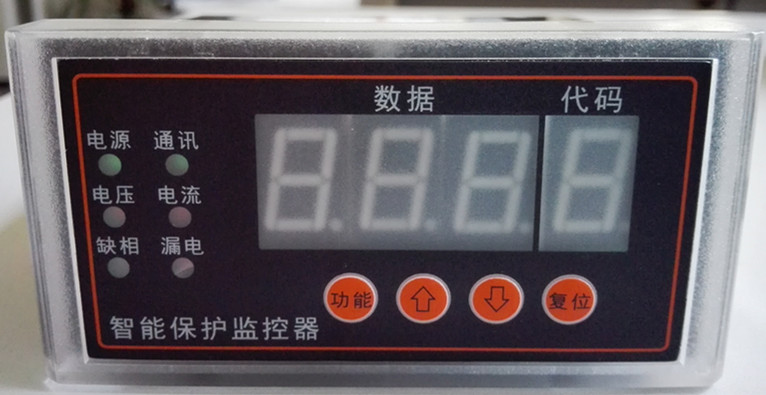 数据 代码
电源 通讯
电压 电流
缺相 漏电
功能 复位
智能保护监控器